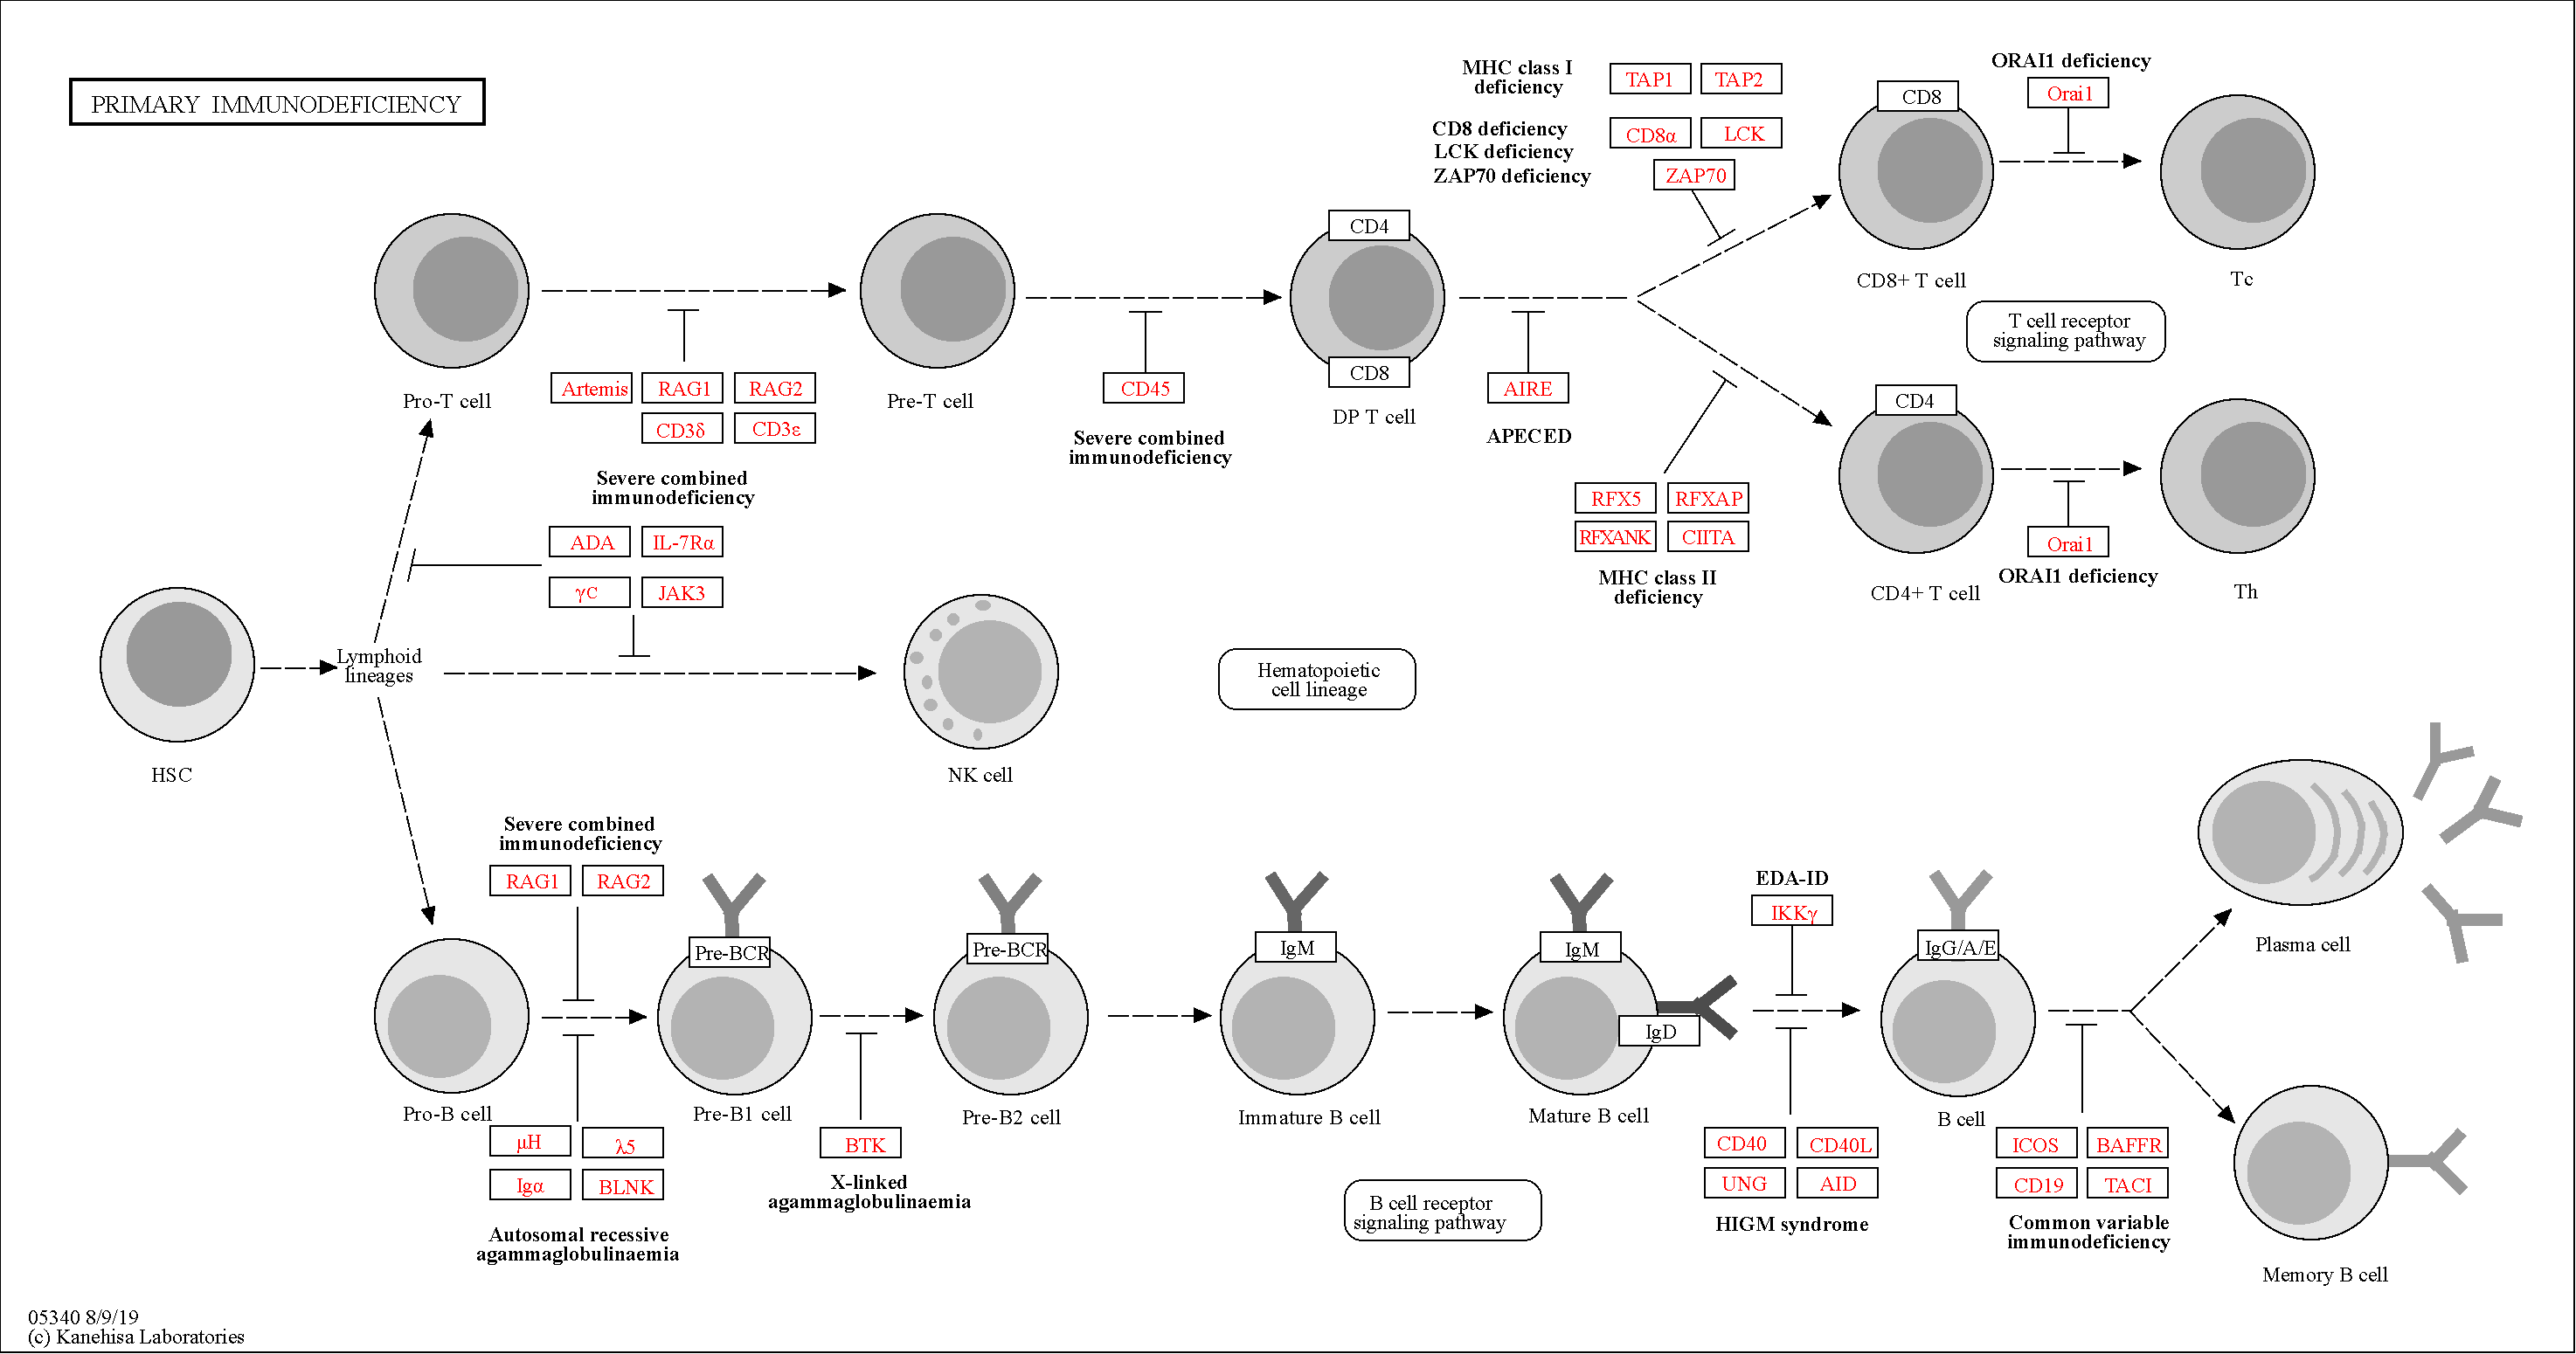 PRIMARY IMMUNODEFICIENCY
MHC class I
deficiency
TAP1
TAP2
CD8 deficiency
LCK deficiency
ZAP70 deficiency
CD8α
LCK
ZAP70
CD8
ORAI1 deficiency
Orai1
CD8+ T cell
Tc
T cell receptor
signaling pathway
Pro-T cell
Artemis
RAG1
RAG2
CD3δ
CD3ε
Severe combined
immunodeficiency
Pre-T cell
CD45
Severe combined
immunodeficiency
CD4
CD8
DP T cell
AIRE
APECED
RFX5
RFXAP
RFXANK
CIITA
MHC class II
deficiency
CD4
CD4+ T cell
Orai1
ORAI1 deficiency
Th
ADA
IL-7Rα
γC
JAK3
HSC
Lymphoid
lineages
NK cell
Hematopoietic
cell lineage
Severe combined
immunodeficiency
RAG1
RAG2
Pro-B cell
μH
λ5
Igα
BLNK
Autosomal recessive
agammaglobulinaemia
Pre-BCR
Pre-B1 cell
BTK
X-linked
agammaglobulinaemia
Pre-BCR
Pre-B2 cell
IgM
Immature B cell
B cell receptor
signaling pathway
IgM
IgD
Mature B cell
EDA-ID
IKKγ
CD40
CD40L
UNG
AID
HIGM syndrome
IgG/A/E
B cell
ICOS
BAFFR
CD19
TACI
Common variable
immunodeficiency
Plasma cell
Memory B cell
05340 8/9/19
(c) Kanehisa Laboratories